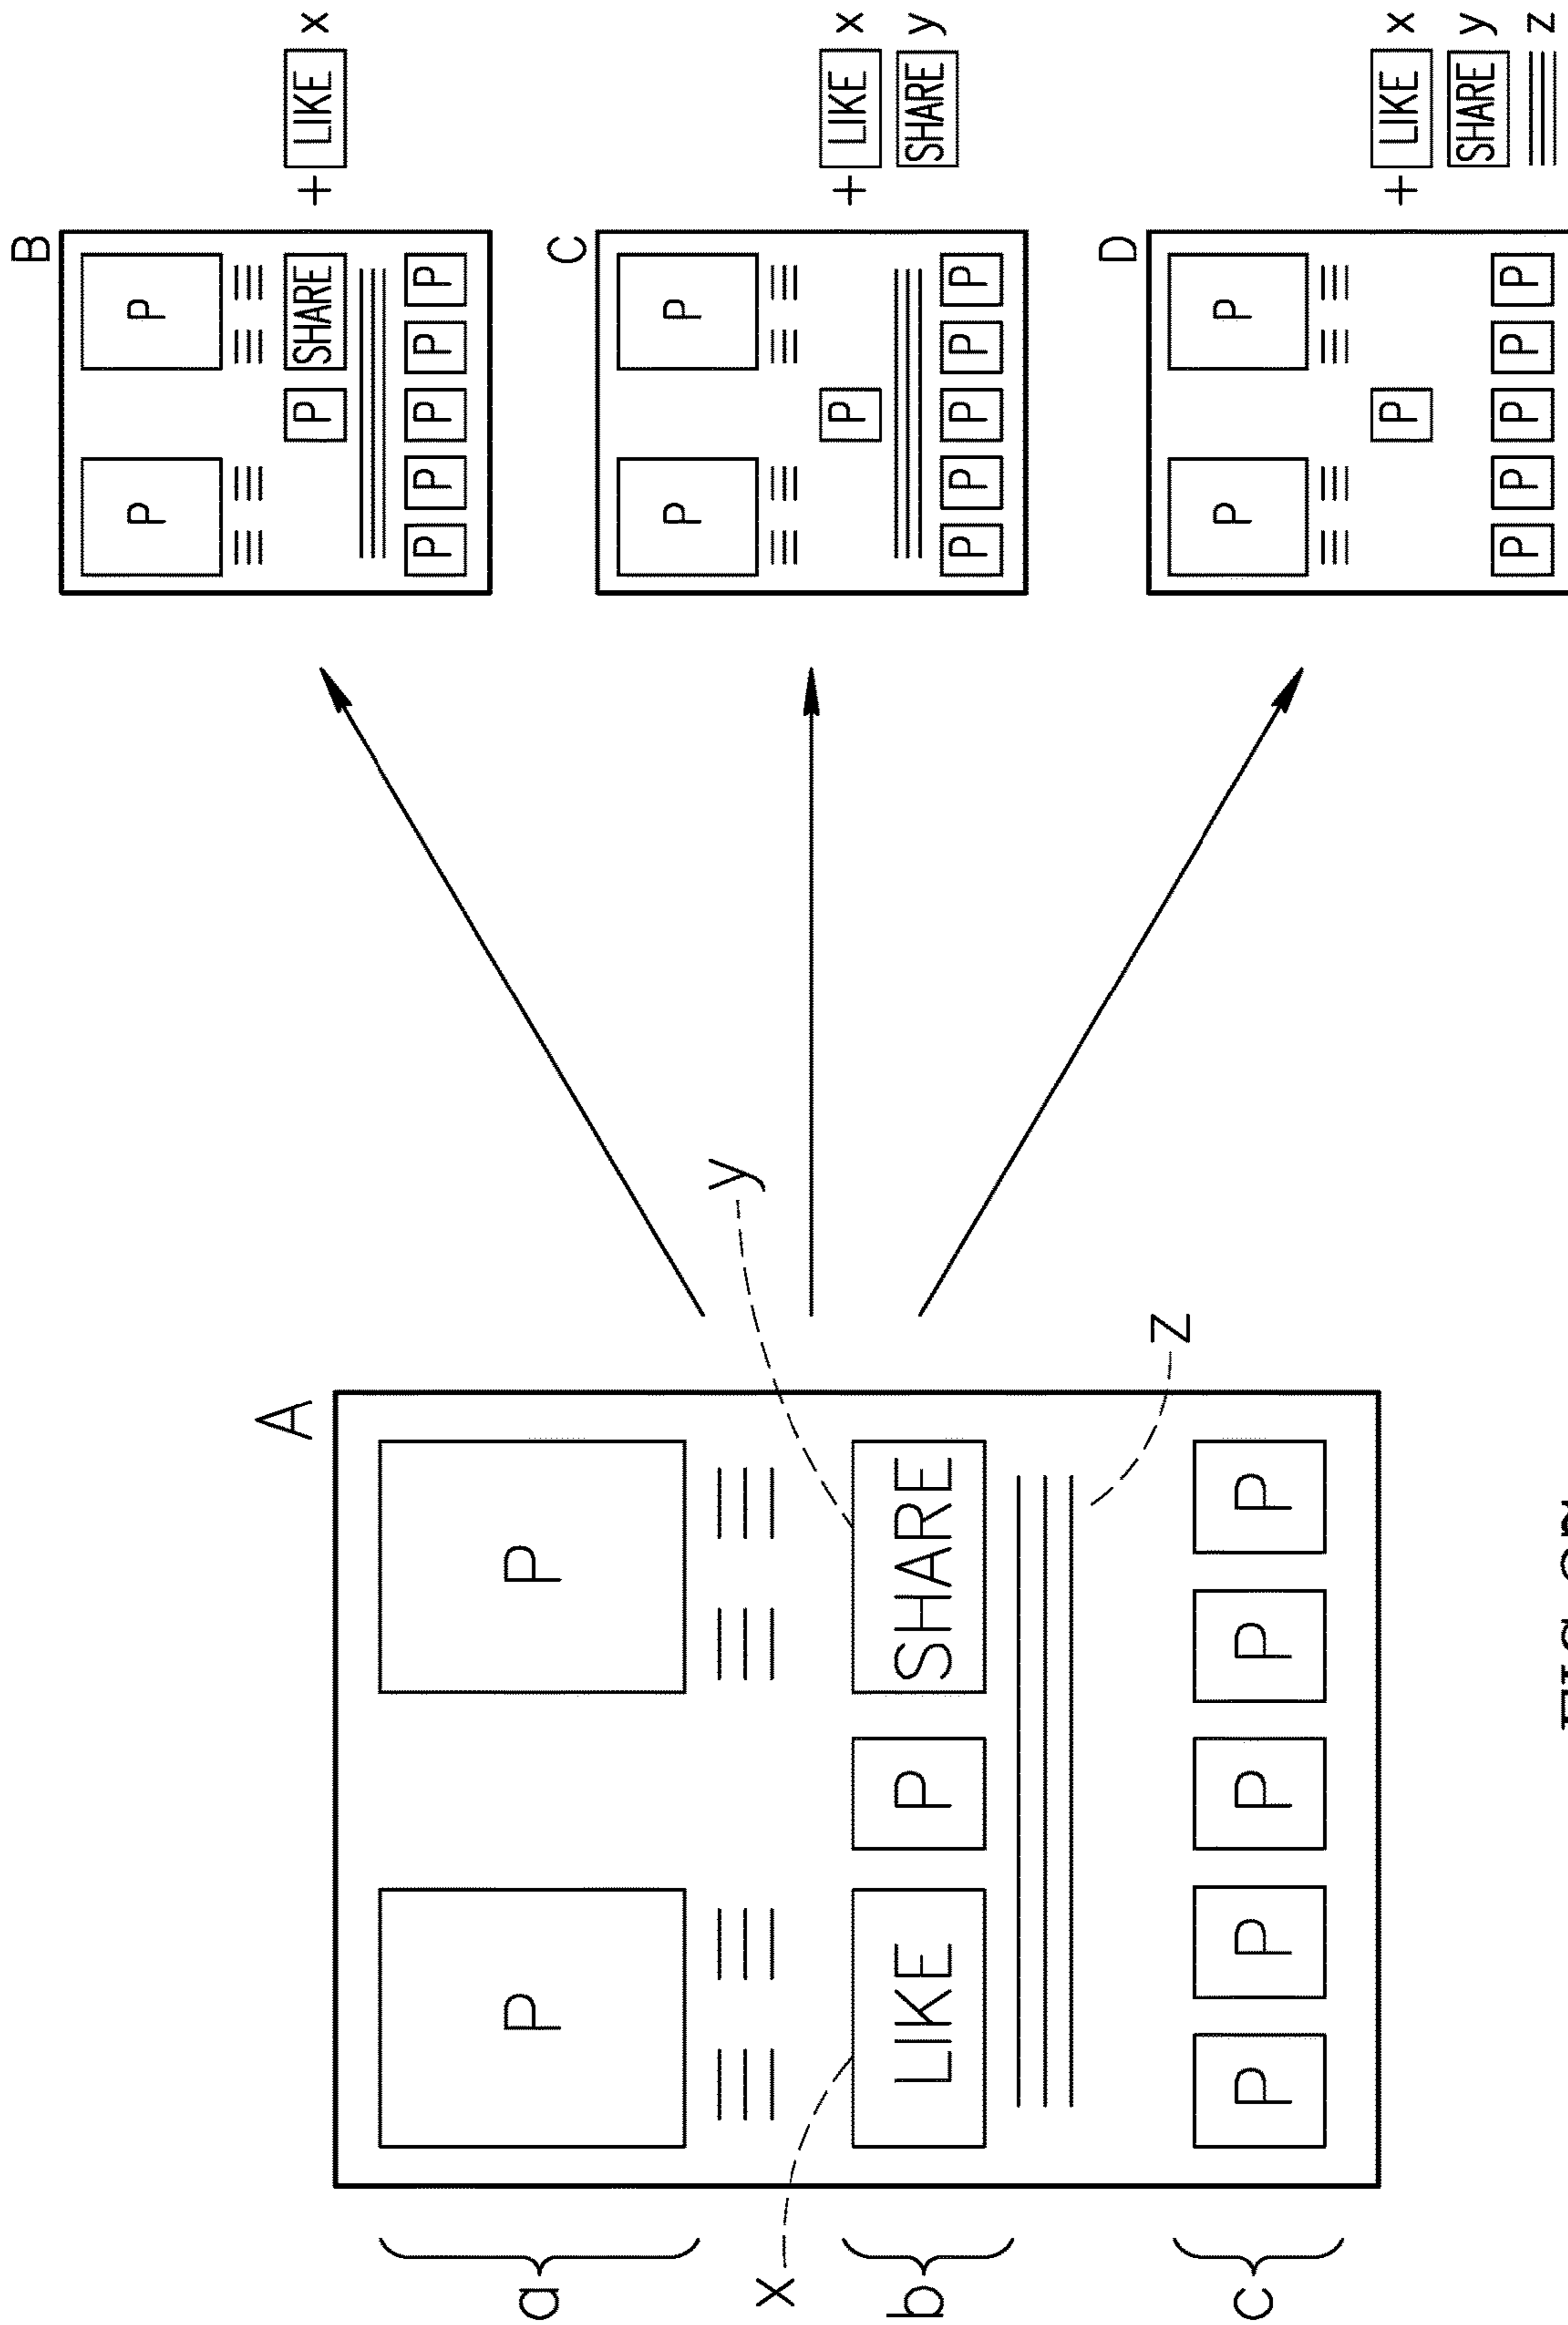 A
a P P
y
x
b LIKE P SHARE
z
c P P P P P
B
P P
P SHARE + LIKE x
P P P P P
C
P P
P + LIKE x
SHARE y
P P P P P
D
P P
P + LIKE x
SHARE y
P P P P P z